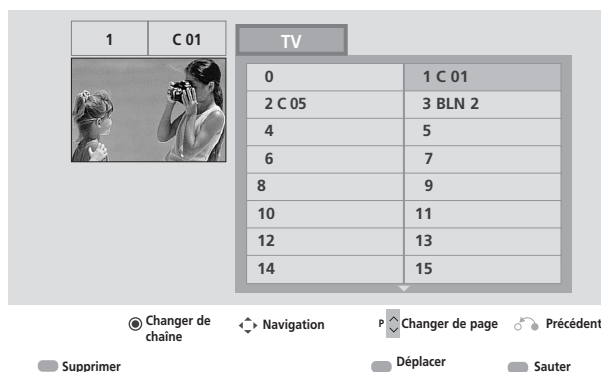 1 C 01
TV
0 1 C 01
2 C 05 3 BLN 2
4 5
6 7
8 9
10 11
12 13
14 15
Changer de chaîne
Navigation
P Changer de page
Précédent
Supprimer
Déplacer
Sauter